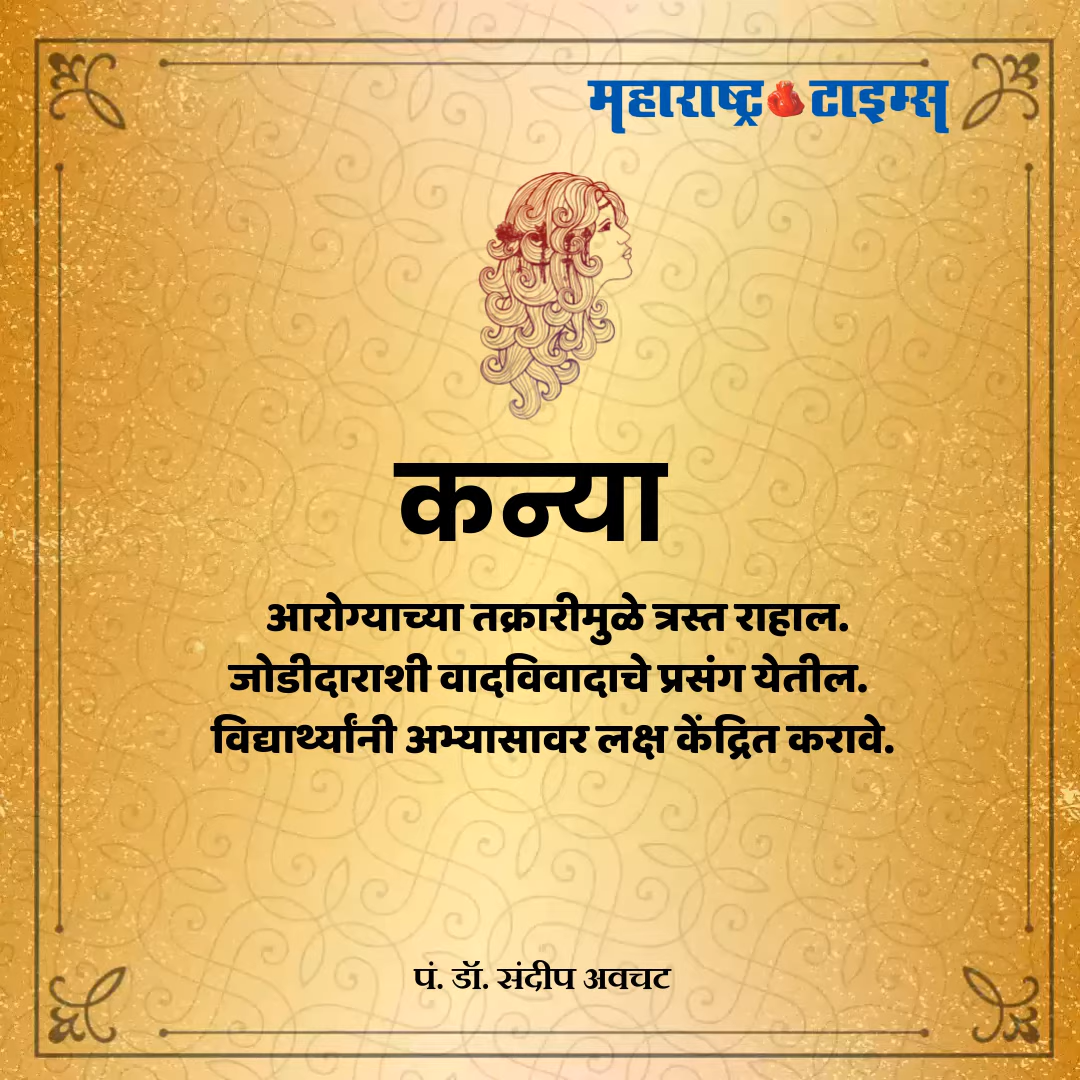 महाराष्ट्र टाइम्स
कन्या
आरोग्याच्या तक्रारीमुळे त्रस्त राहाल.
जोडीदाराशी वादविवादाचे प्रसंग येतील.
विद्यार्थ्यांनी अभ्यासावर लक्ष केंद्रित करावे.
पं. डॉ. संदीप अवचट